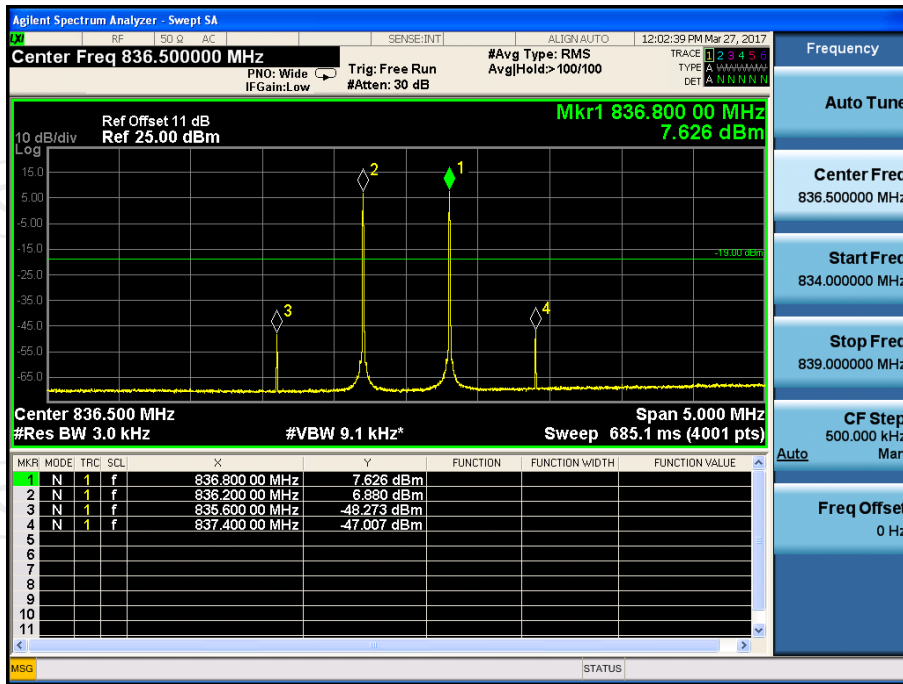 Agilent Spectrum Analyzer - Swept SA
LXI RF 50 Ω AC SENSE:INT ALIGN AUTO 12:02:39 PM Mar 27, 2017
Center Freq 836.500000 MHz
PNO: Wide
IFGain:Low
Trig: Free Run
#Atten: 30 dB
#Avg Type: RMS
Avg|Hold:> 100/100
TRACE 1 2 3 4 5 6
TYPE A WWWWW
DET A N N N N N
Mkr1 836.800 00 MHz
7.626 dBm
Ref Offset 11 dB
10 dB/div Ref 25.00 dBm
Log
15.0
5.00
-5.00
-15.0
-25.0
-35.0
-45.0
-55.0
-65.0
2
1
3
4
-19.00 dBm
Center 836.500 MHz Span 5.000 MHz
#Res BW 3.0 kHz #VBW 9.1 kHz* Sweep 685.1 ms (4001 pts)
MKR MODE TRC SCL X Y FUNCTION FUNCTION WIDTH FUNCTION VALUE
1 N 1 f 836.800 00 MHz 7.626 dBm
2 N 1 f 836.200 00 MHz 6.880 dBm
3 N 1 f 835.600 00 MHz -48.273 dBm
4 N 1 f 837.400 00 MHz -47.007 dBm
5
6
7
8
9
10
11
MSG STATUS
Frequency
Auto Tune
Center Freq
836.500000 MHz
Start Freq
834.000000 MHz
Stop Freq
839.000000 MHz
CF Step
500.000 kHz
Auto Man
Freq Offset
0 Hz